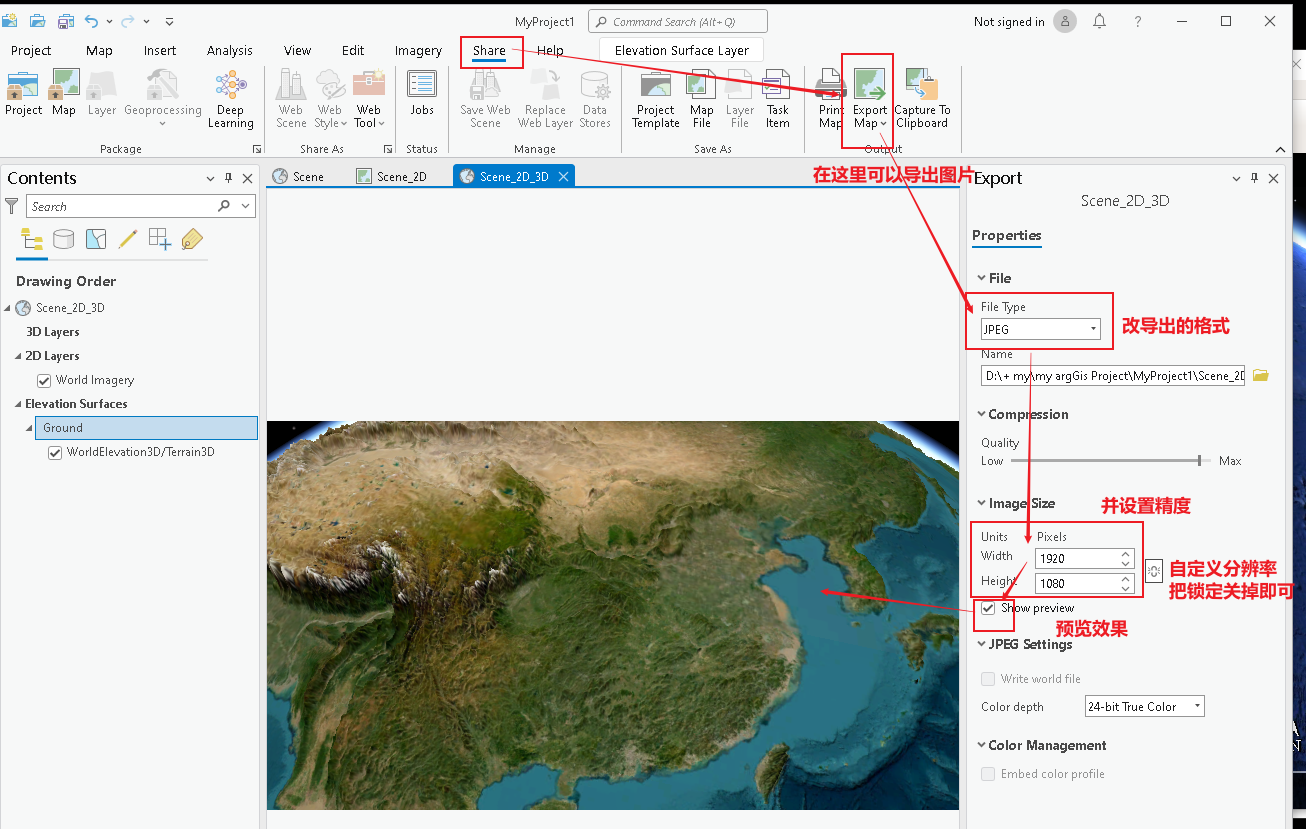 MyProject1
Command Search (Alt+Q)
Not signed in
?
Project Map Insert Analysis View Edit Imagery Share Help Elevation Surface Layer
Project
Map
Layer
Geoprocessing
Deep Learning
Package
Web Scene
Web Style
Web Tool
Share As
Jobs
Status
Save Web Scene
Replace Web Layer
Data Stores
Manage
Project Template
Map File
Layer File
Task Item
Save As
Print Map
Export Map
Capture To Clipboard
Output
在这里可以导出图片
Contents
Search
Drawing Order
Scene_2D_3D
3D Layers
2D Layers
World Imagery
Elevation Surfaces
Ground
WorldElevation3D/Terrain3D
Scene
Scene_2D
Scene_2D_3D
Export
Scene_2D_3D
Properties
File
File Type
JPEG
改导出的格式
Name
D:\+ my\my argGis Project\MyProject1\Scene_2D
Compression
Quality
Low
Max
Image Size
并设置精度
Units Pixels
Width 1920
Height 1080
自定义分辨率
把锁定关掉即可
Show preview
预览效果
JPEG Settings
Write world file
Color depth 24-bit True Color
Color Management
Embed color profile